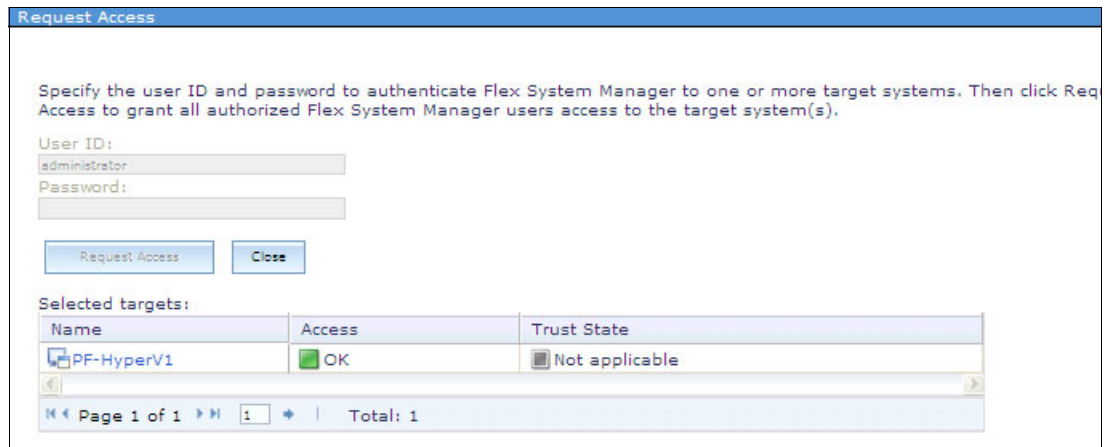 Request Access
Specify the user ID and password to authenticate Flex System Manager to one or more target systems. Then click Requ
Access to grant all authorized Flex System Manager users access to the target system(s).
User ID:
administrator
Password:
Request Access Close
Selected targets:
Name Access Trust State
PF-HyperV1 OK Not applicable
Page 1 of 1 1 Total: 1